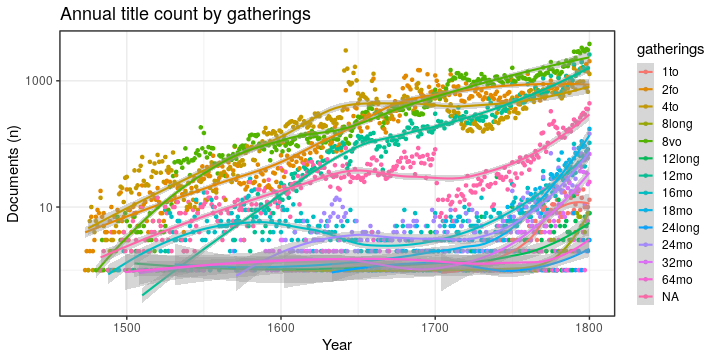 Annual title count by gatherings
Documents (n)
1000
10
1500
1600
1700
1800
Year
gatherings
1to
2fo
4to
8long
8vo
12long
12mo
16mo
18mo
24long
24mo
32mo
64mo
NA